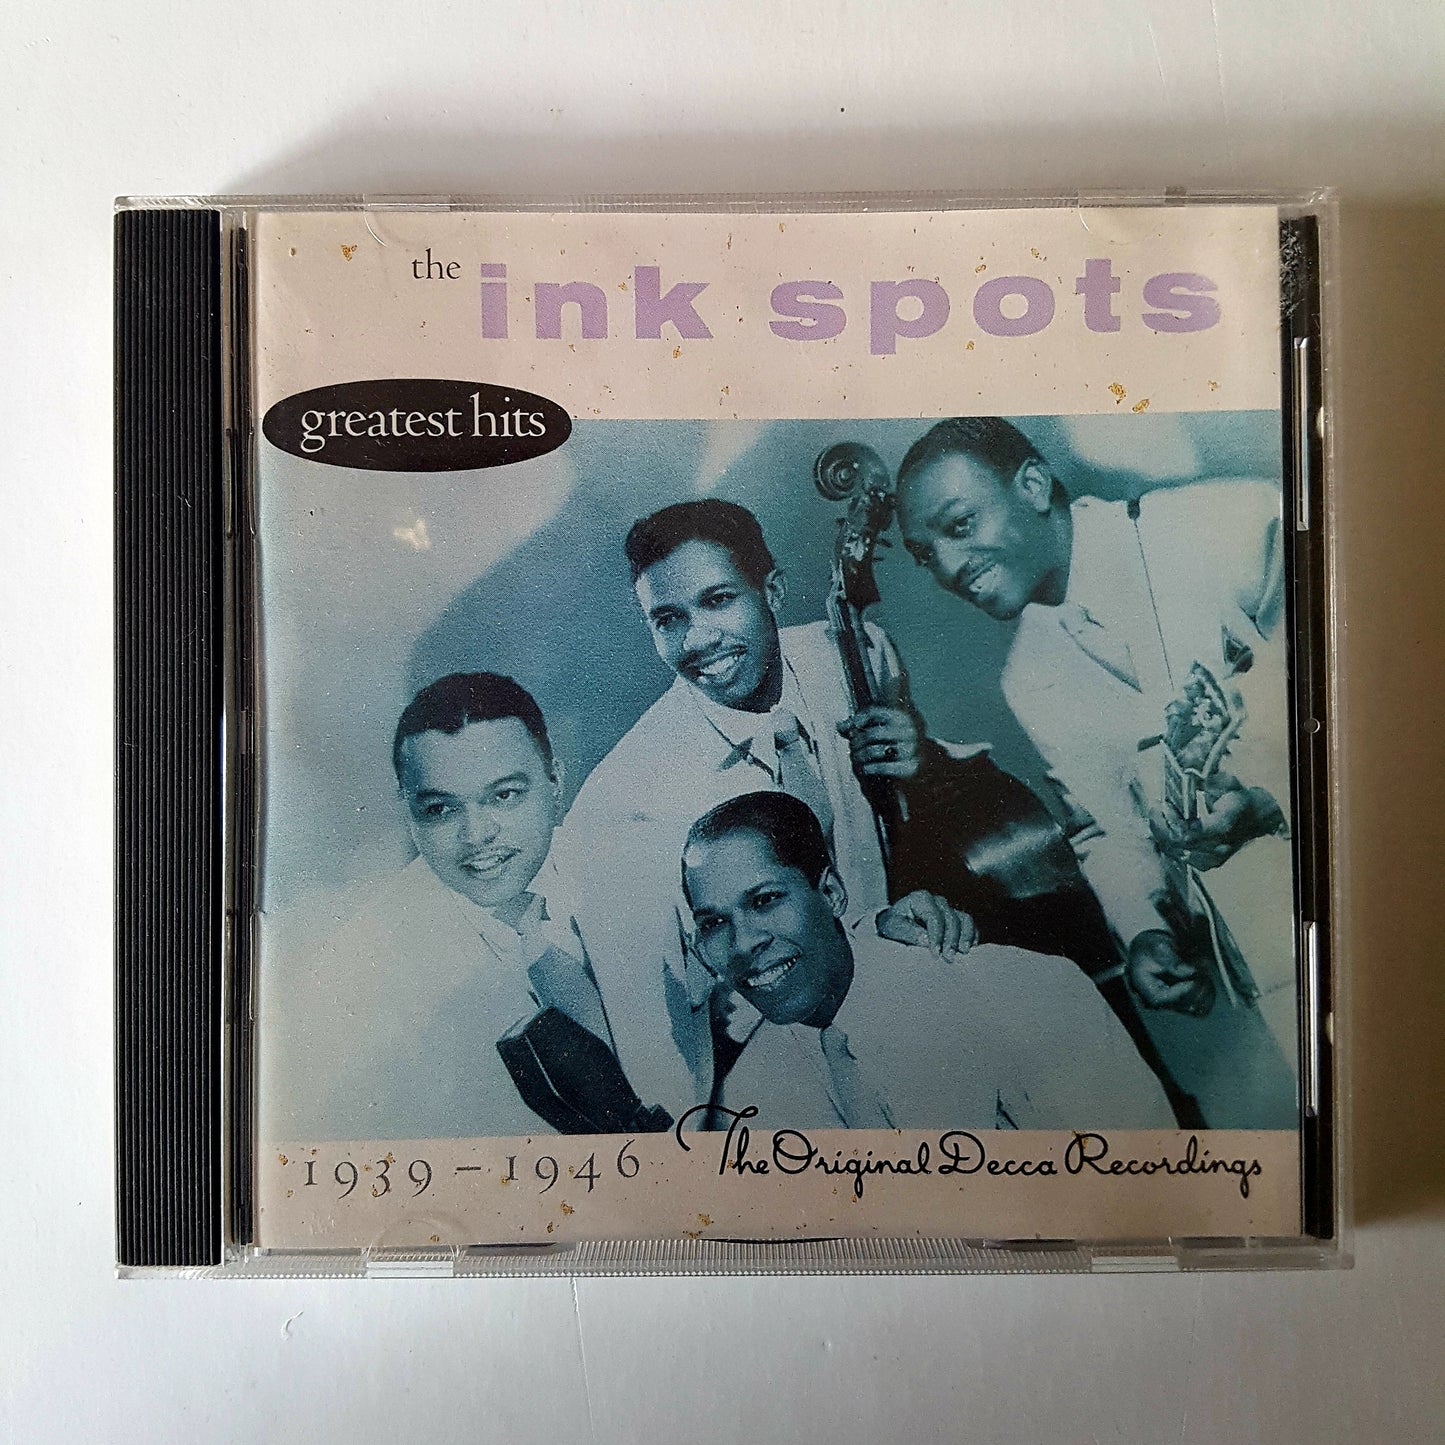 the
ink spots
greatest hits
1939 – 1946
The Original Decca Recordings